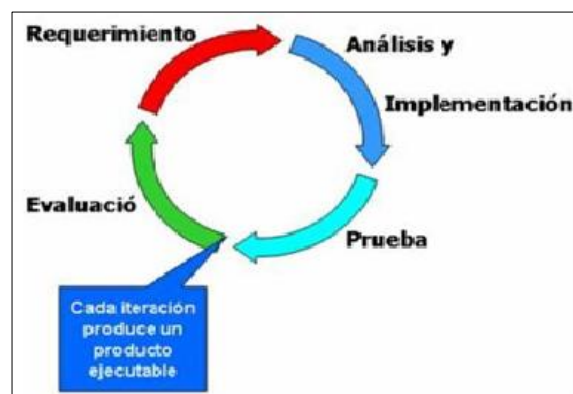 Requerimiento
Análisis y
Implementación
Evaluació
Prueba
Cada iteración
produce un
producto
ejecutable